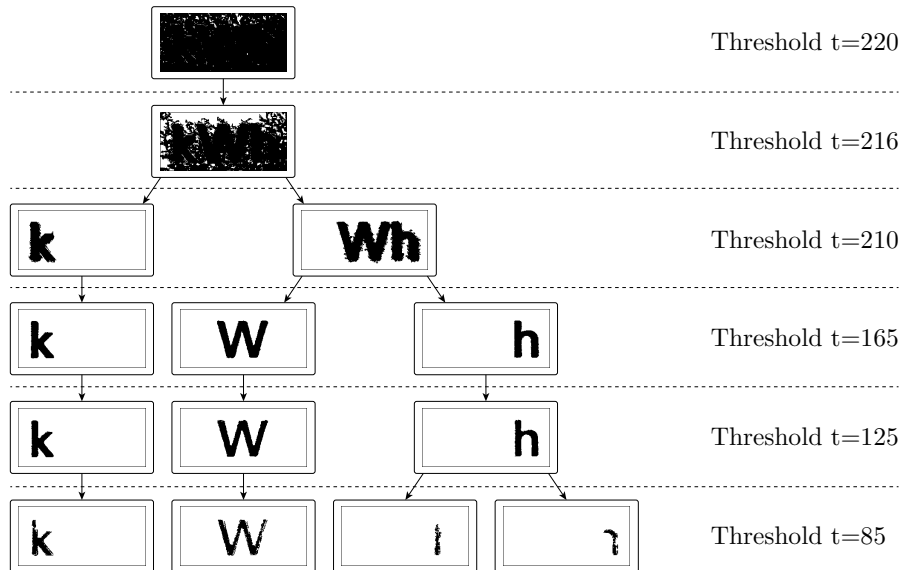 Threshold t=220
kWh Threshold t=216
k Wh Threshold t=210
k W h Threshold t=165
k W h Threshold t=125
k W Threshold t=85